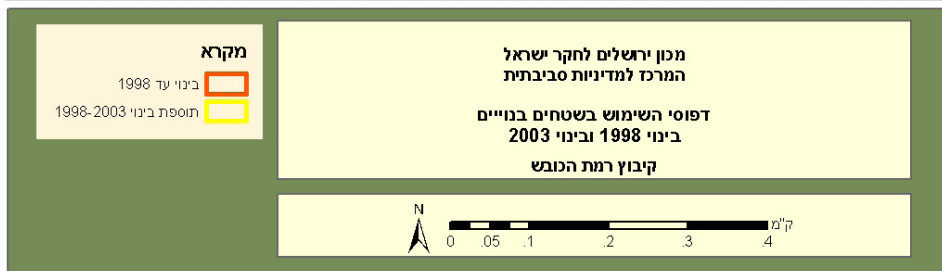 מכון ירושלים לחקר ישראל
המרכז למדיניות סביבתית
דפוסי השימוש בשטחים בנוייים
בינוי 1998 ובינוי 2003
קיבוץ רמת הכובש
מקרא
בינוי עד 1998
תוספת בינוי 1998-2003
N
0 .05 .1 .2 .3 .4 ק"מ